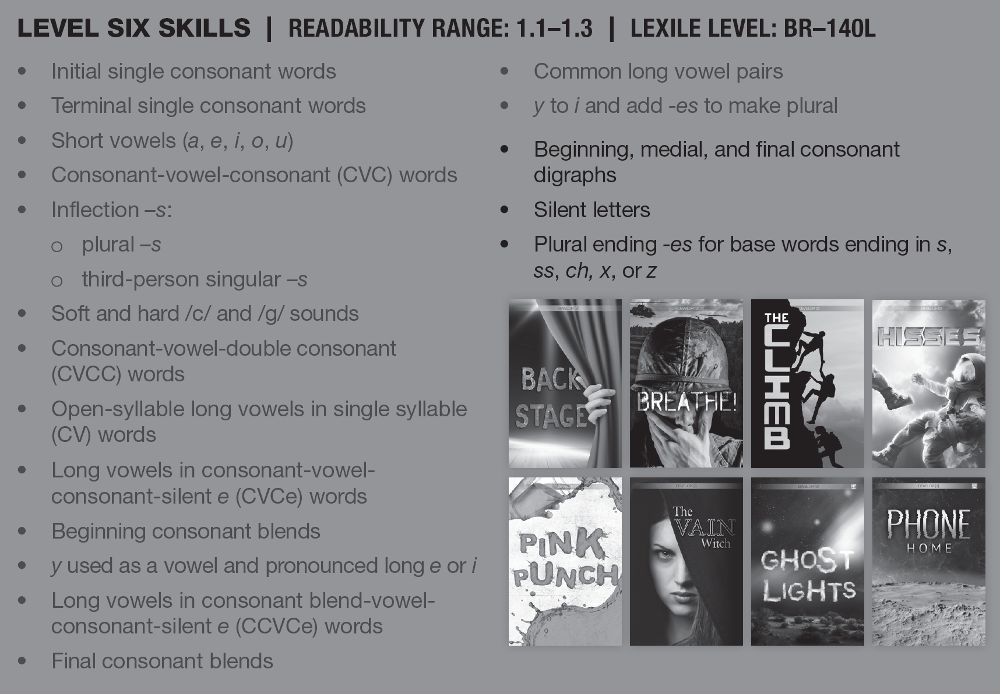 LEVEL SIX SKILLS | READABILITY RANGE: 1.1–1.3 | LEXILE LEVEL: BR–140L
• Initial single consonant words
• Terminal single consonant words
• Short vowels (a, e, i, o, u)
• Consonant-vowel-consonant (CVC) words
• Inflection –s:
○ plural –s
○ third-person singular –s
• Soft and hard /c/ and /g/ sounds
• Consonant-vowel-double consonant
(CVCC) words
• Open-syllable long vowels in single syllable
(CV) words
• Long vowels in consonant-vowel-
consonant-silent e (CVCe) words
• Beginning consonant blends
• y used as a vowel and pronounced long e or i
• Long vowels in consonant blend-vowel-
consonant-silent e (CCVCe) words
• Final consonant blends
• Common long vowel pairs
• y to i and add -es to make plural
• Beginning, medial, and final consonant
digraphs
• Silent letters
• Plural ending -es for base words ending in s,
ss, ch, x, or z
DEVELOP [2]
BACK
STAGE
DEVELOP [2]
BREATHE!
DEVELOP [2]
THE
CLIMB
DEVELOP [2]
HISSES
DEVELOP [2]
PINK
PUNCH
DEVELOP [2]
The
VAIN
Witch
DEVELOP [2]
GHOST
LIGHTS
DEVELOP [2]
PHONE
HOME